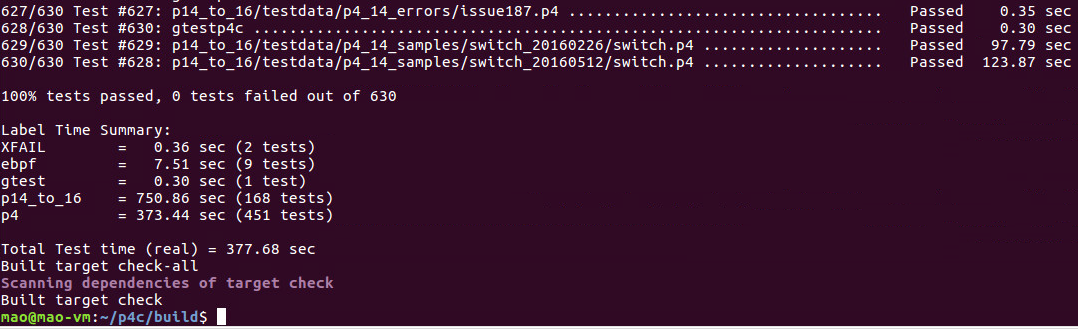 627/630 Test #627: p14_to_16/testdata/p4_14_errors/issue187.p4 ................................... Passed 0.35 sec
628/630 Test #630: gtestp4c ...................................................................... Passed 0.30 sec
629/630 Test #629: p14_to_16/testdata/p4_14_samples/switch_20160226/switch.p4 .................... Passed 97.79 sec
630/630 Test #628: p14_to_16/testdata/p4_14_samples/switch_20160512/switch.p4 .................... Passed 123.87 sec
100% tests passed, 0 tests failed out of 630
Label Time Summary:
XFAIL = 0.36 sec (2 tests)
ebpf = 7.51 sec (9 tests)
gtest = 0.30 sec (1 test)
p14_to_16 = 750.86 sec (168 tests)
p4 = 373.44 sec (451 tests)
Total Test time (real) = 377.68 sec
Built target check-all
Scanning dependencies of target check
Built target check
mao@mao-vm:~/p4c/build$